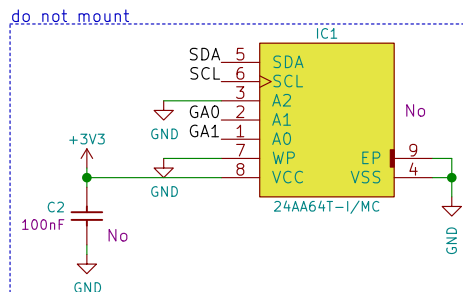 do not mount
IC1
SDA 5 SDA
SCL 6 SCL
3 A2
GND
GA0 2 A1
GA1 1 A0
No
+3V3
7 WP EP 9
GND
8 VCC VSS 4
C2
100nF
No
24AA64T-I/MC
GND
GND